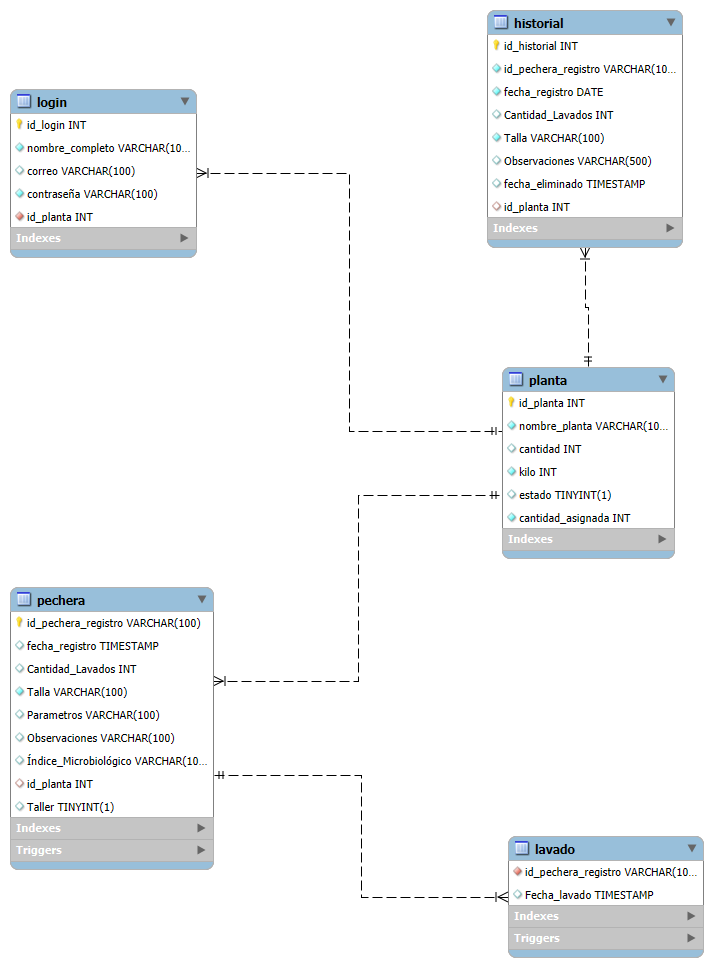 historial
id_historial INT
id_pechera_registro VARCHAR(10...
fecha_registro DATE
Cantidad_Lavados INT
Talla VARCHAR(100)
Observaciones VARCHAR(500)
fecha_eliminado TIMESTAMP
id_planta INT
Indexes
login
id_login INT
nombre_completo VARCHAR(10...
correo VARCHAR(100)
contraseña VARCHAR(100)
id_planta INT
Indexes
planta
id_planta INT
nombre_planta VARCHAR(10...
cantidad INT
kilo INT
estado TINYINT(1)
cantidad_asignada INT
Indexes
pechera
id_pechera_registro VARCHAR(100)
fecha_registro TIMESTAMP
Cantidad_Lavados INT
Talla VARCHAR(100)
Parametros VARCHAR(100)
Observaciones VARCHAR(100)
Índice_Microbiológico VARCHAR(10...
id_planta INT
Taller TINYINT(1)
Indexes
Triggers
lavado
id_pechera_registro VARCHAR(10...
Fecha_lavado TIMESTAMP
Indexes
Triggers